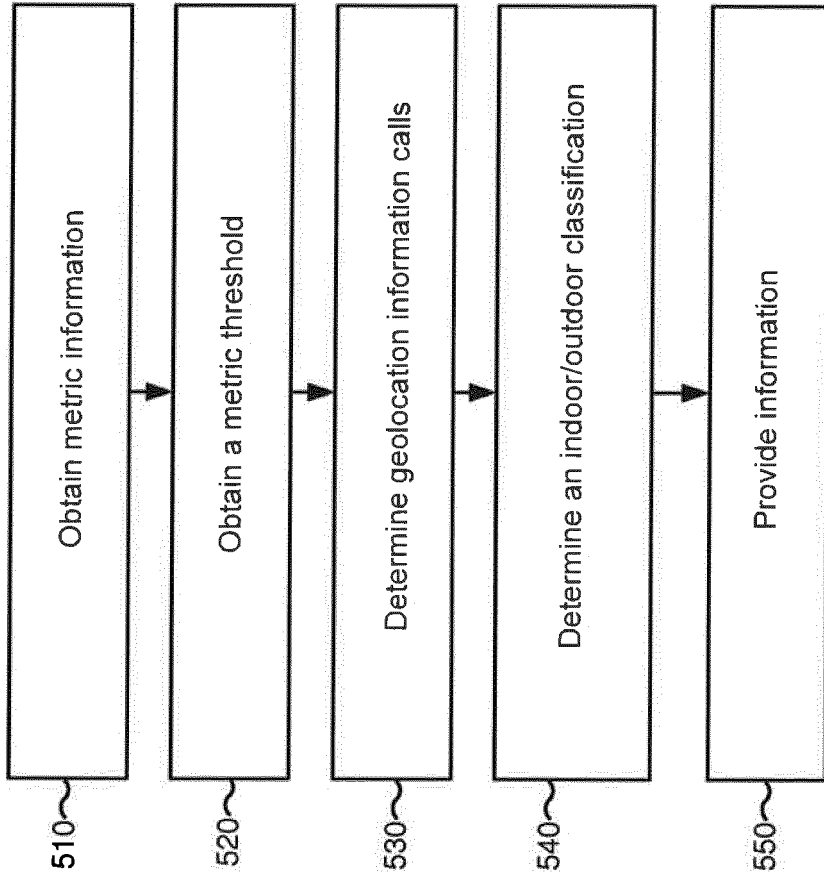 510
Obtain metric information
520
Obtain a metric threshold
530
Determine geolocation information calls
540
Determine an indoor/outdoor classification
550
Provide information